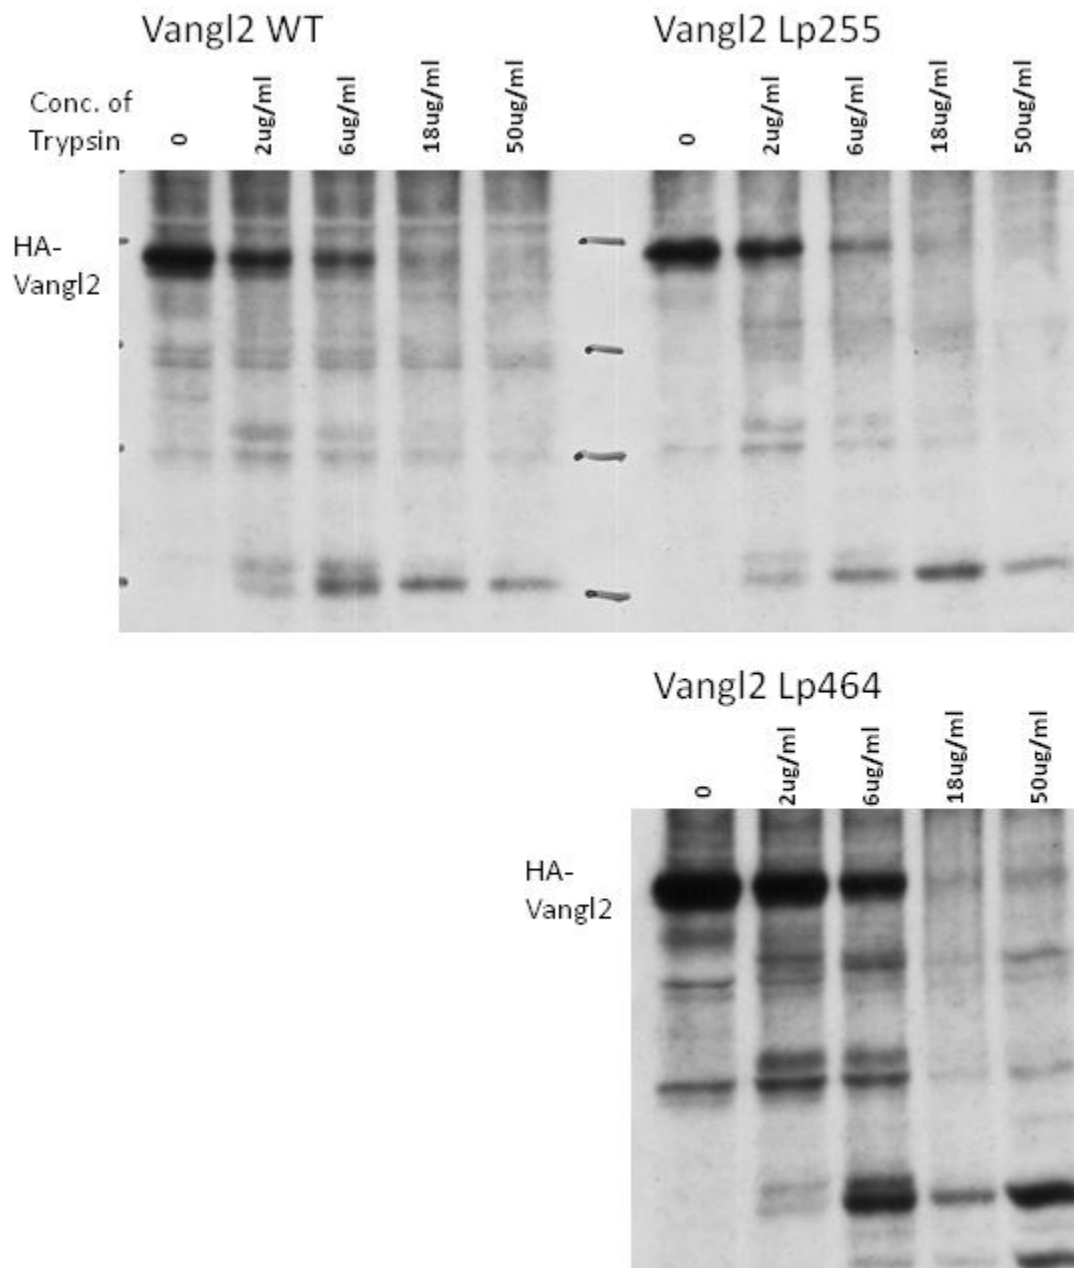 Vangl2 WT
Vangl2 Lp255
Conc. of
Trypsin
0
2ug/ml
6ug/ml
18ug/ml
50ug/ml
0
2ug/ml
6ug/ml
18ug/ml
50ug/ml
HA-
Vangl2
Vangl2 Lp464
0
2ug/ml
6ug/ml
18ug/ml
50ug/ml
HA-
Vangl2